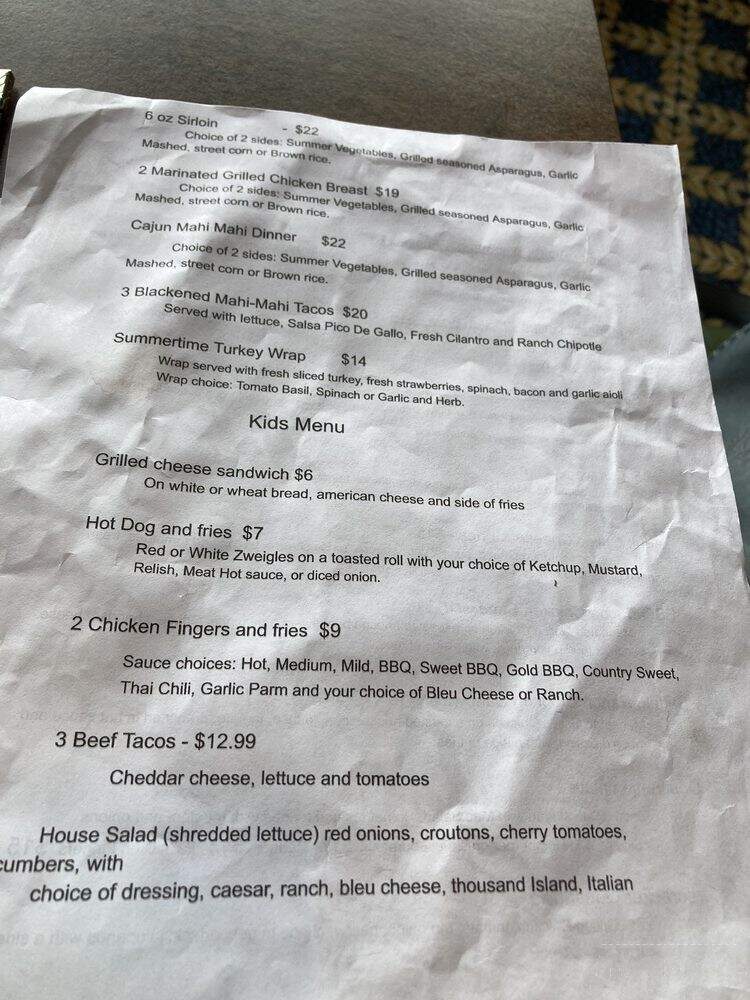 6 oz Sirloin - $22
Choice of 2 sides: Summer Vegetables, Grilled seasoned Asparagus, Garlic
Mashed, street corn or Brown rice.
2 Marinated Grilled Chicken Breast $19
Choice of 2 sides: Summer Vegetables, Grilled seasoned Asparagus, Garlic
Mashed, street corn or Brown rice.
Cajun Mahi Mahi Dinner $22
Choice of 2 sides: Summer Vegetables, Grilled seasoned Asparagus, Garlic
Mashed, street corn or Brown rice.
3 Blackened Mahi-Mahi Tacos $20
Served with lettuce, Salsa Pico De Gallo, Fresh Cilantro and Ranch Chipotle
Summertime Turkey Wrap $14
Wrap served with fresh sliced turkey, fresh strawberries, spinach, bacon and garlic aioli
Wrap choice: Tomato Basil, Spinach or Garlic and Herb.
Kids Menu
Grilled cheese sandwich $6
On white or wheat bread, american cheese and side of fries
Hot Dog and fries $7
Red or White Zweigles on a toasted roll with your choice of Ketchup, Mustard,
Relish, Meat Hot sauce, or diced onion.
2 Chicken Fingers and fries $9
Sauce choices: Hot, Medium, Mild, BBQ, Sweet BBQ, Gold BBQ, Country Sweet,
Thai Chili, Garlic Parm and your choice of Bleu Cheese or Ranch.
3 Beef Tacos - $12.99
Cheddar cheese, lettuce and tomatoes
House Salad (shredded lettuce) red onions, croutons, cherry tomatoes,
cumbers, with
choice of dressing, caesar, ranch, bleu cheese, thousand Island, Italian